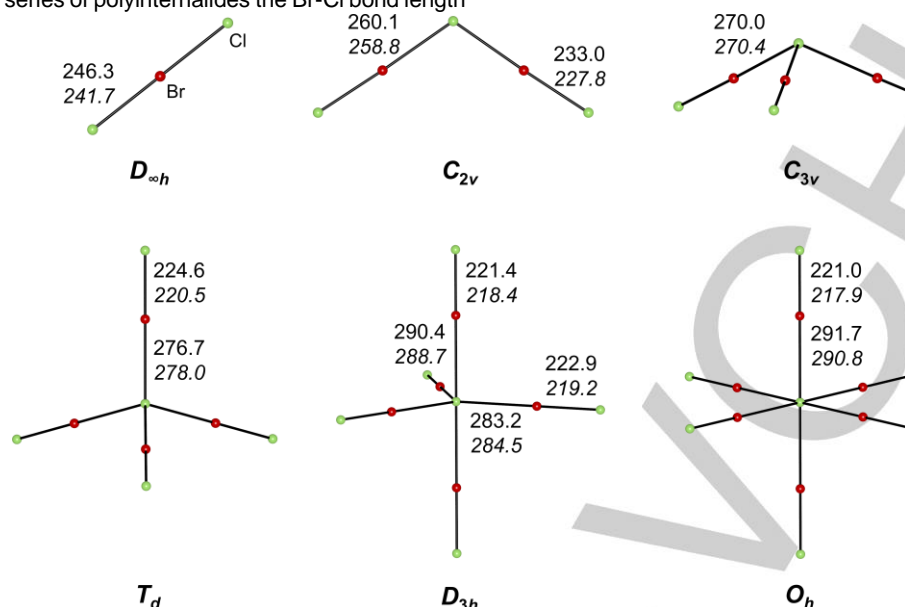 series of polyinterhalides the Br-Cl bond length
260.1
258.8
270.0
270.4
Cl
246.3
241.7
Br
233.0
227.8
D∞h
C2v
C3v
224.6
220.5
221.4
218.4
221.0
217.9
276.7
278.0
290.4
288.7
222.9
219.2
291.7
290.8
283.2
284.5
Td
D3h
Oh
VCH